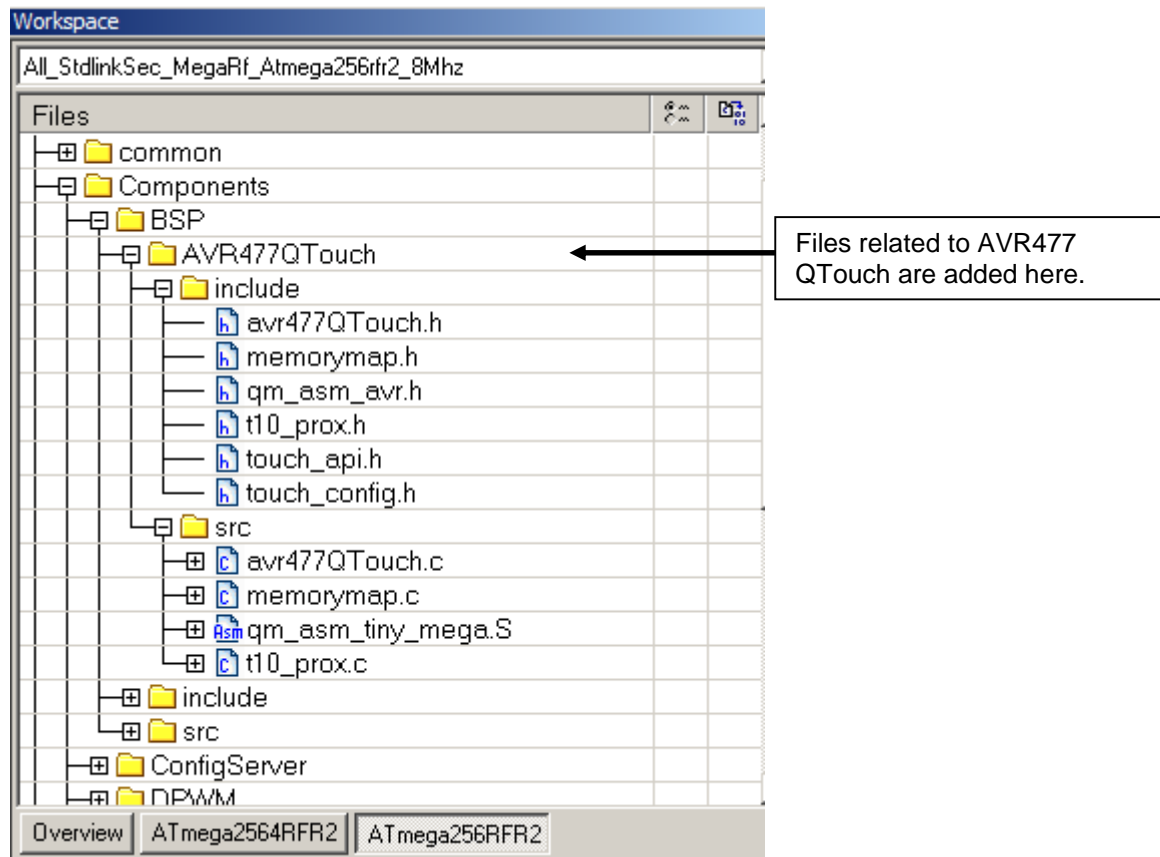 Workspace
All_StdlinkSec_MegaRf_Atmega256rfr2_8Mhz
Files
common
Components
BSP
AVR477QTouch
include
avr477QTouch.h
memorymap.h
qm_asm_avr.h
t10_prox.h
touch_api.h
touch_config.h
src
avr477QTouch.c
memorymap.c
qm_asm_tiny_mega.S
t10_prox.c
include
src
ConfigServer
DPWM
Overview ATmega2564RFR2 ATmega256RFR2
Files related to AVR477
QTouch are added here.